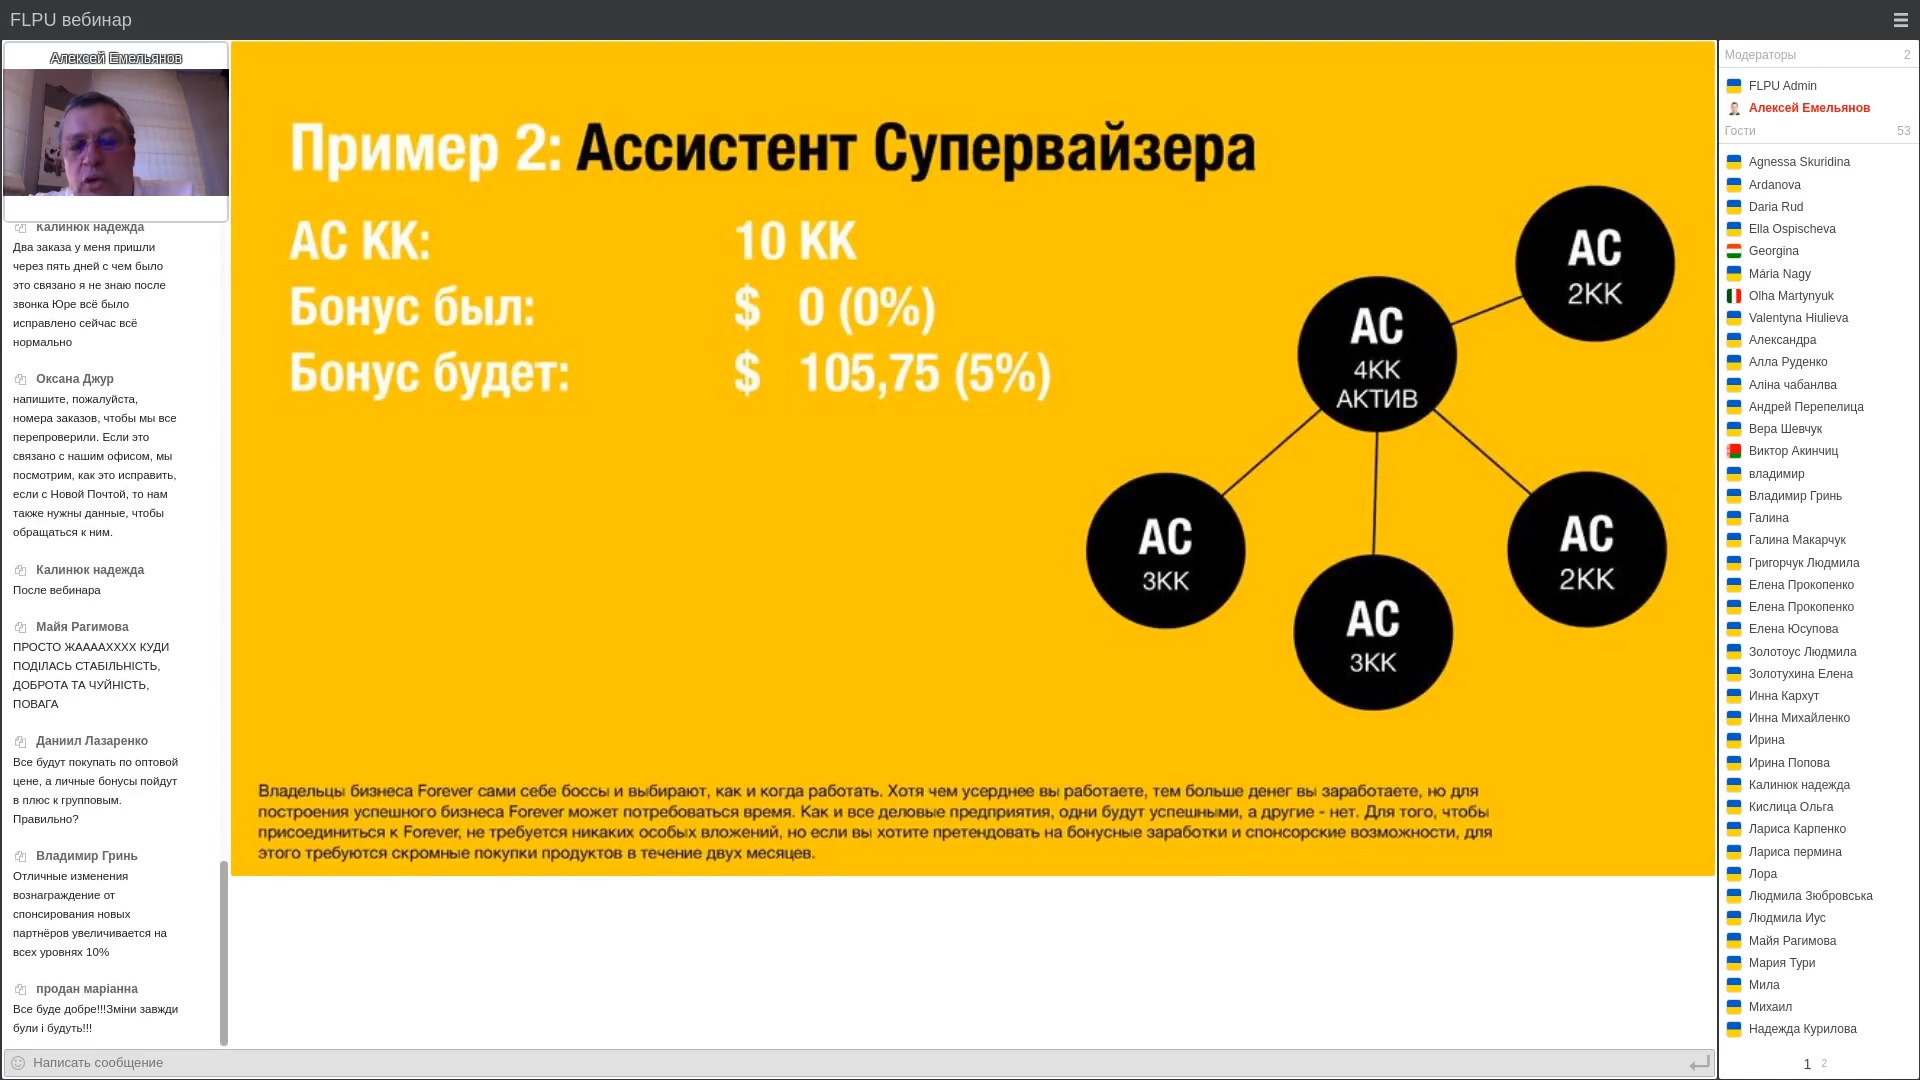 FLPU вебинар
Алексей Емельянов
Калинюк надежда
Два заказа у меня пришли
через пять дней с чем было
это связано я не знаю после
звонка Юре всё было
исправлено сейчас всё
нормально
Оксана Джур
напишите, пожалуйста,
номера заказов, чтобы мы все
перепроверили. Если это
связано с нашим офисом, мы
посмотрим, как это исправить,
если с Новой Почтой, то нам
также нужны данные, чтобы
обращаться к ним.
Калинюк надежда
После вебинара
Майя Рагимова
ПРОСТО ЖААААХХХХ КУДИ
ПОДІЛАСЬ СТАБІЛЬНІСТЬ,
ДОБРОТА ТА ЧУЙНІСТЬ,
ПОВАГА
Даниил Лазаренко
Все будут покупать по оптовой
цене, а личные бонусы пойдут
в плюс к групповым.
Правильно?
Владимир Гринь
Отличные изменения
вознаграждение от
спонсирования новых
партнёров увеличивается на
всех уровнях 10%
продан маріанна
Все буде добре!!!Зміни завжди
були і будуть!!!
Написать сообщение
Пример 2: Ассистент Супервайзера
АС КК: 10 КК
Бонус был: $ 0 (0%)
Бонус будет: $ 105,75 (5%)
АС
2КК
АС
4КК
АКТИВ
АС
3КК
АС
3КК
АС
2КК
Владельцы бизнеса Forever сами себе боссы и выбирают, как и когда работать. Хотя чем усерднее вы работаете, тем больше денег вы заработаете, но для
построения успешного бизнеса Forever может потребоваться время. Как и все деловые предприятия, одни будут успешными, а другие - нет. Для того, чтобы
присоединиться к Forever, не требуется никаких особых вложений, но если вы хотите претендовать на бонусные заработки и спонсорские возможности, для
этого требуются скромные покупки продуктов в течение двух месяцев.
Модераторы 2
FLPU Admin
Алексей Емельянов
Гости 53
Agnessa Skuridina
Ardanova
Daria Rud
Ella Ospischeva
Georgina
Mária Nagy
Olha Martynyuk
Valentyna Hiulieva
Александра
Алла Руденко
Аліна чабанлва
Андрей Перепелица
Вера Шевчук
Виктор Акинчиц
владимир
Владимир Гринь
Галина
Галина Макарчук
Григорчук Людмила
Елена Прокопенко
Елена Прокопенко
Елена Юсупова
Золотоус Людмила
Золотухина Елена
Инна Кархут
Инна Михайленко
Ирина
Ирина Попова
Калинюк надежда
Кислица Ольга
Лариса Карпенко
Лариса пермина
Лора
Людмила Зюбровська
Людмила Иус
Майя Рагимова
Мария Тури
Мила
Михаил
Надежда Курилова
1 2